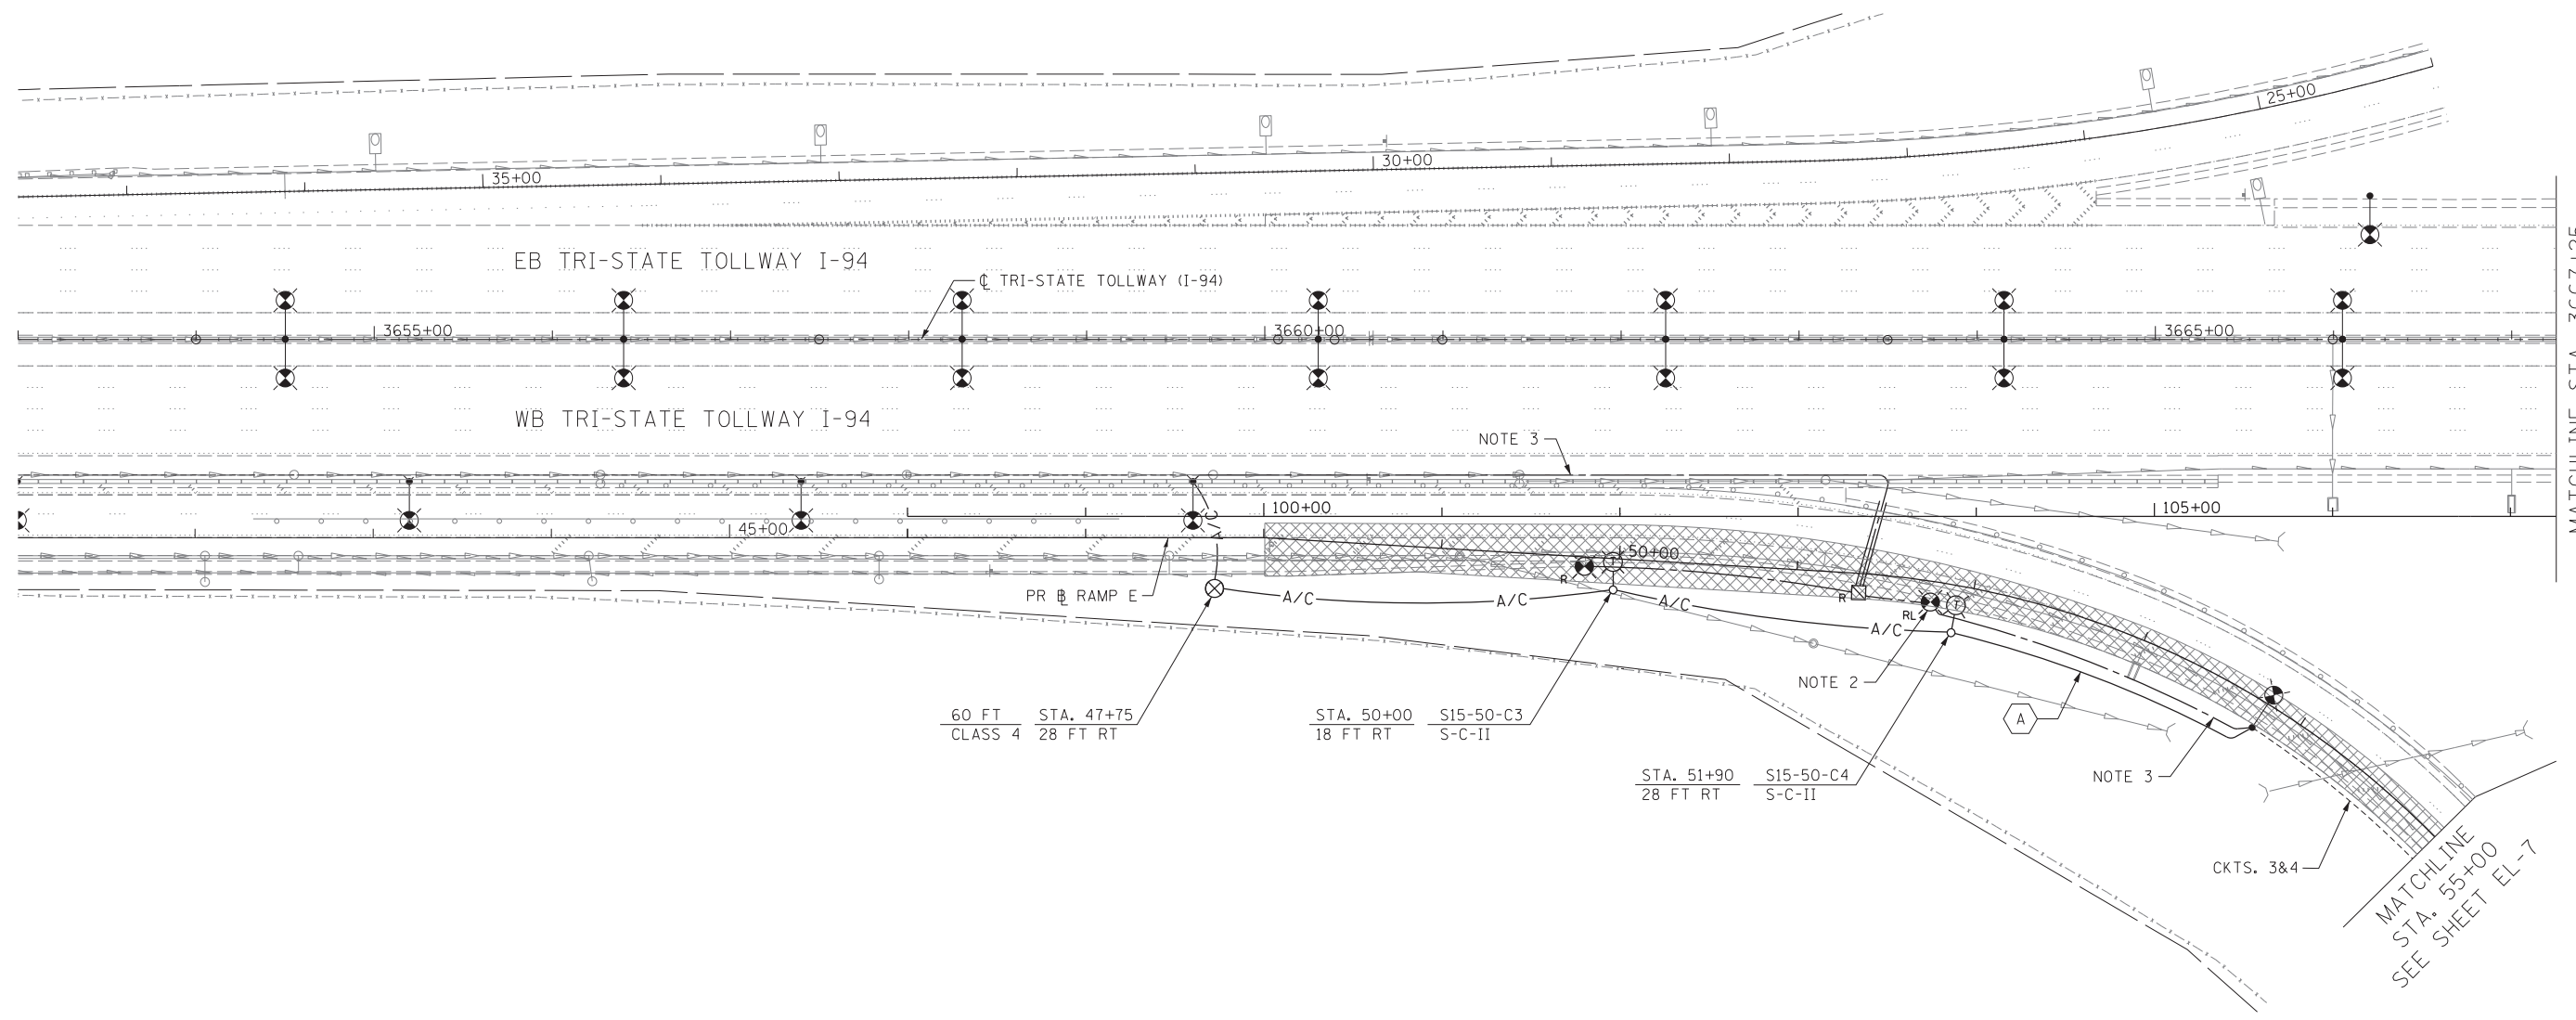 25+00
30+00
35+00
EB TRI-STATE TOLLWAY I-94
℄ TRI-STATE TOLLWAY (I-94)
3655+00
3660+00
3665+00
WB TRI-STATE TOLLWAY I-94
NOTE 3
100+00
105+00
45+00
A/C
50+00
R
PR ℄ RAMP E
A/C
A/C
A/C
R
RL
A/C
NOTE 2
60 FT
CLASS 4
STA. 47+75
28 FT RT
STA. 50+00
18 FT RT
S15-50-C3
S-C-II
A
STA. 51+90
28 FT RT
S15-50-C4
S-C-II
NOTE 3
CKTS. 3&4
MATCHLINE
STA. 55+00
SEE SHEET EL-7
MATCHLINE STA.